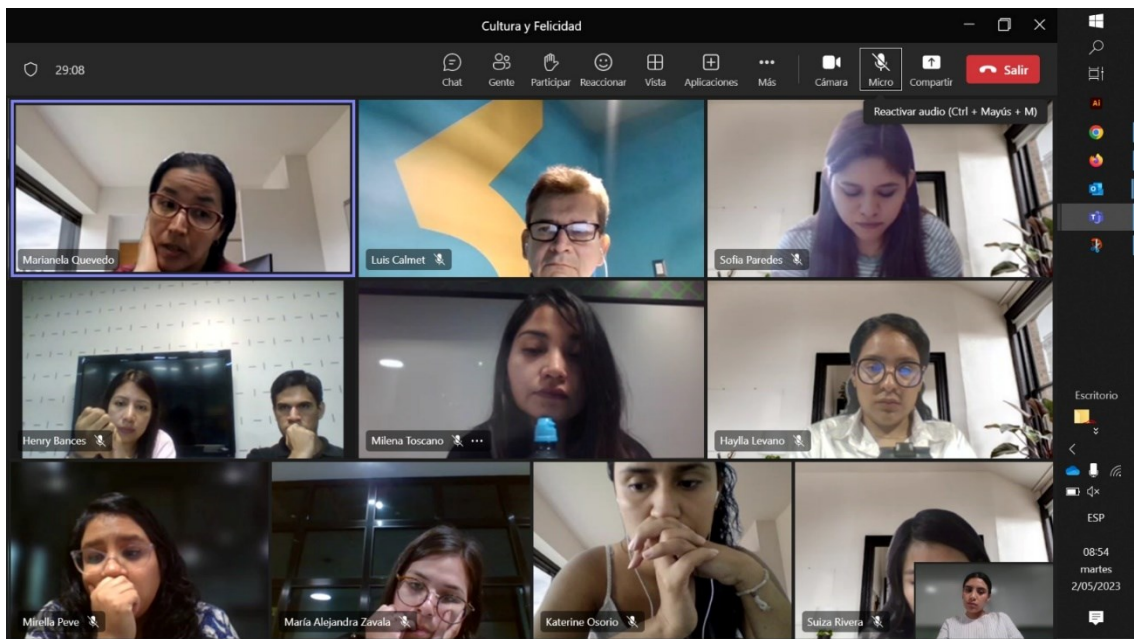 Cultura y Felicidad
29:08
Chat
Gente
Participar
Reaccionar
Vista
Aplicaciones
Más
Cámara
Micro
Compartir
Salir
Reactivar audio (Ctrl + Mayús + M)
Marianela Quevedo
Luis Calmet
Sofia Paredes
Henry Bances
Milena Toscano
Haylla Levano
Mirella Peve
María Alejandra Zavala
Katerine Osorio
Suiza Rivera
Ai
Escritorio
ESP
08:54
martes
2/05/2023